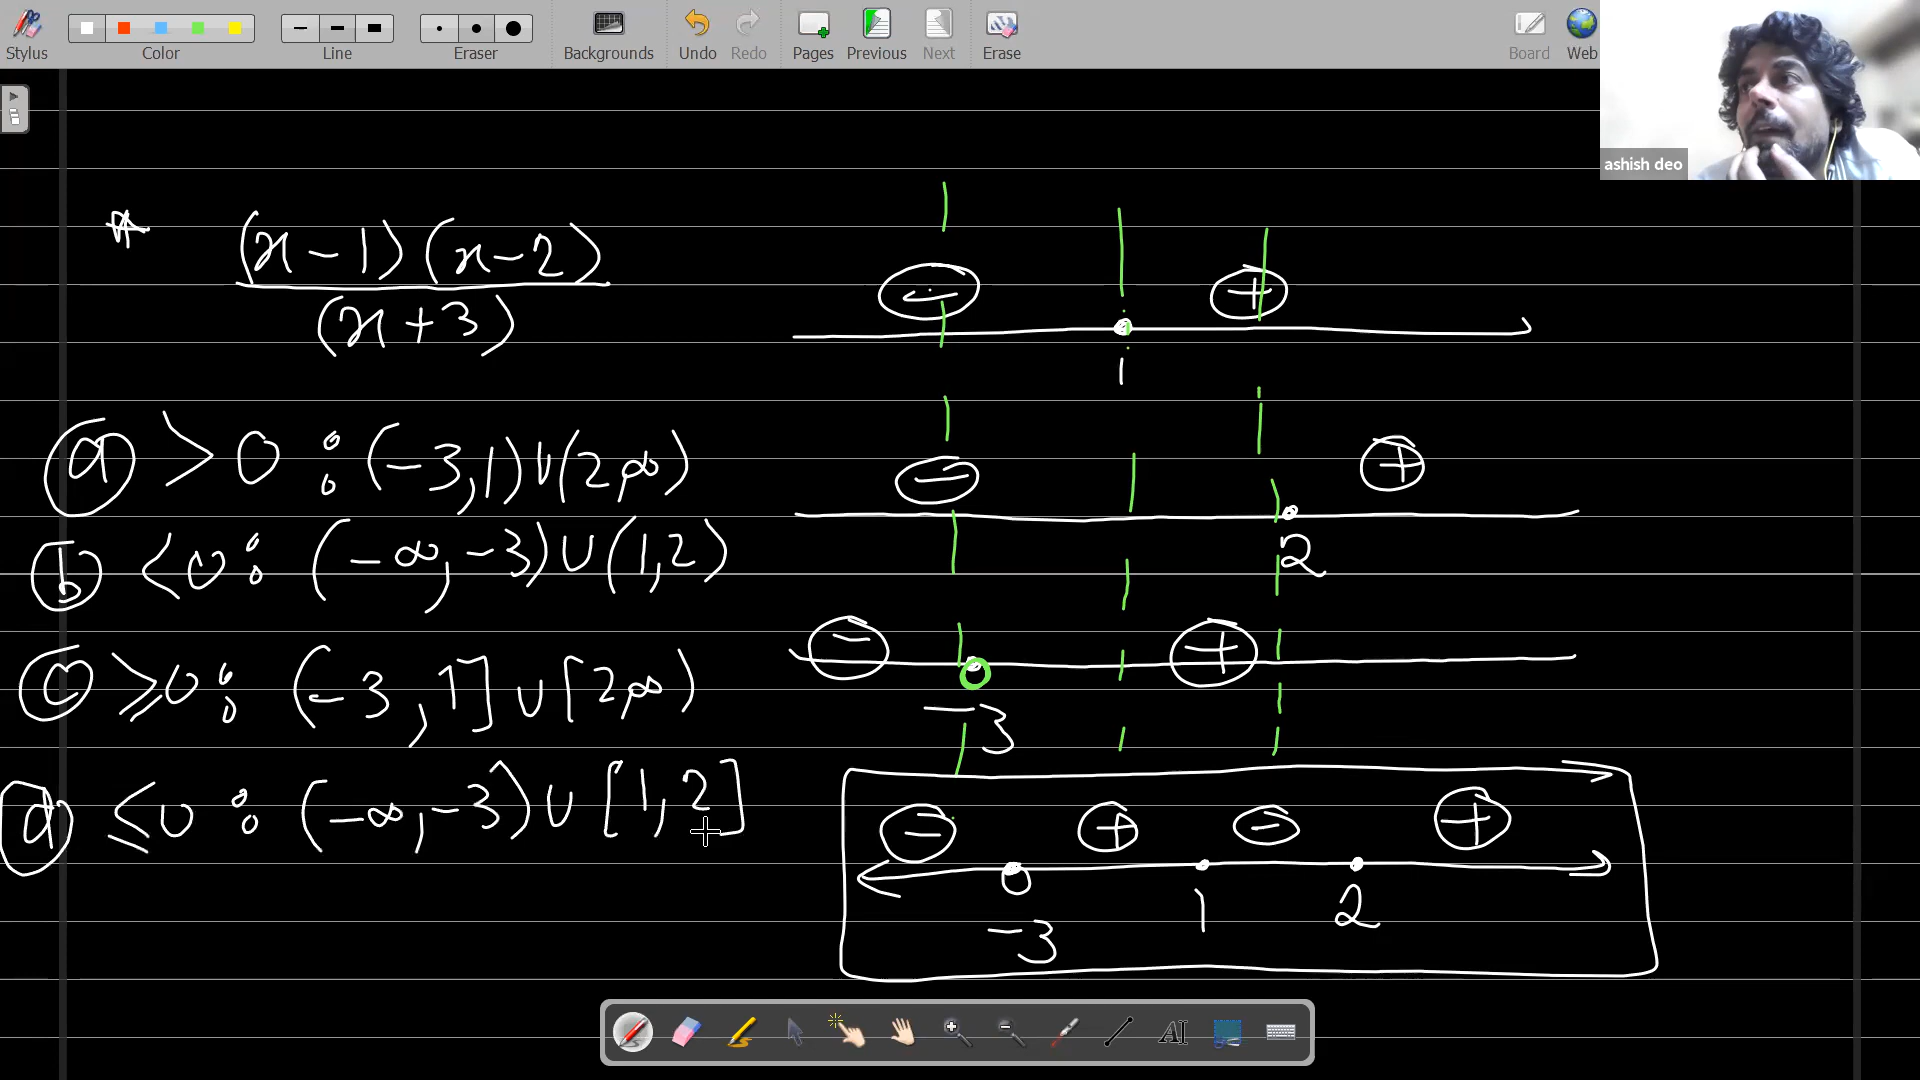 Stylus Color Line Eraser Backgrounds Undo Redo Pages Previous Next Erase Board Web
ashish deo
* (x-1)(x-2)
(x+3)
- +
1
ⓐ >0 : (-3,1)∪(2,∞)
- +
2
ⓑ <0 : (-∞,-3)∪(1,2)
- +
-3
ⓒ ≥0 : (-3,1]∪[2,∞)
ⓓ ≤0 : (-∞,-3)∪[1,2]
- + - +
-3 1 2
AI